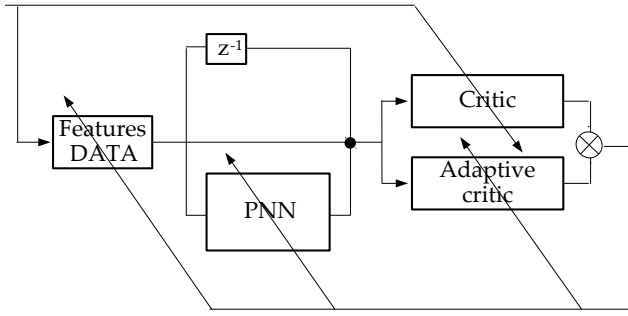 z-1
Features
DATA
PNN
Critic
Adaptive
critic